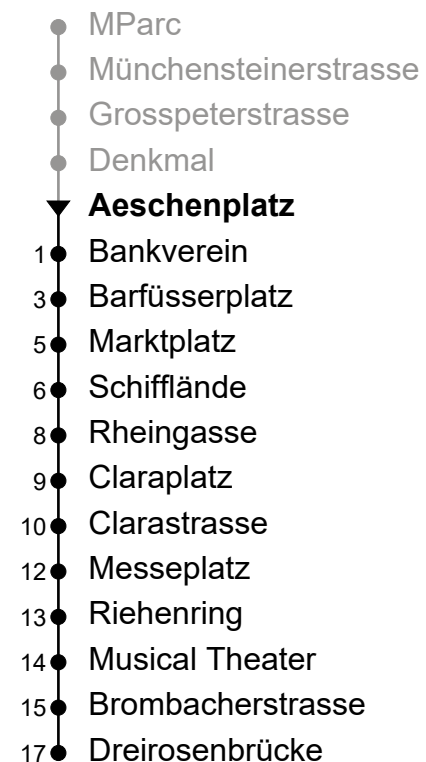 MParc
Münchensteinerstrasse
Grosspeterstrasse
Denkmal
Aeschenplatz
1 Bankverein
3 Barfüsserplatz
5 Marktplatz
6 Schifflände
8 Rheingasse
9 Claraplatz
10 Clarastrasse
12 Messeplatz
13 Riehenring
14 Musical Theater
15 Brombacherstrasse
17 Dreirosenbrücke